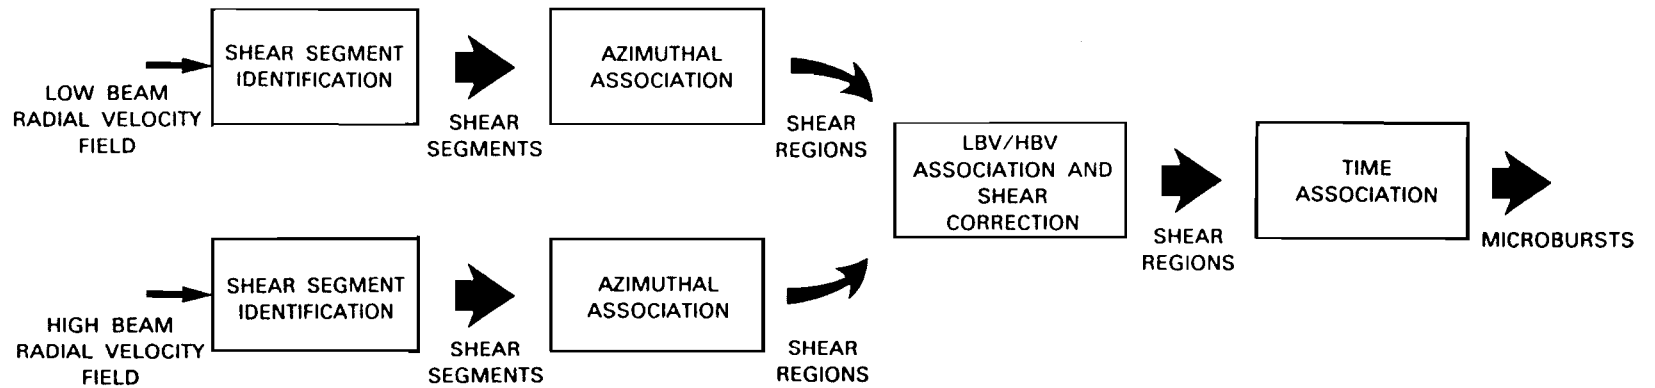 LOW BEAM
RADIAL VELOCITY
FIELD
SHEAR SEGMENT
IDENTIFICATION
SHEAR
SEGMENTS
AZIMUTHAL
ASSOCIATION
SHEAR
REGIONS
HIGH BEAM
RADIAL VELOCITY
FIELD
SHEAR SEGMENT
IDENTIFICATION
SHEAR
SEGMENTS
AZIMUTHAL
ASSOCIATION
SHEAR
REGIONS
LBV/HBV
ASSOCIATION AND
SHEAR
CORRECTION
SHEAR
REGIONS
TIME
ASSOCIATION
MICROBURSTS